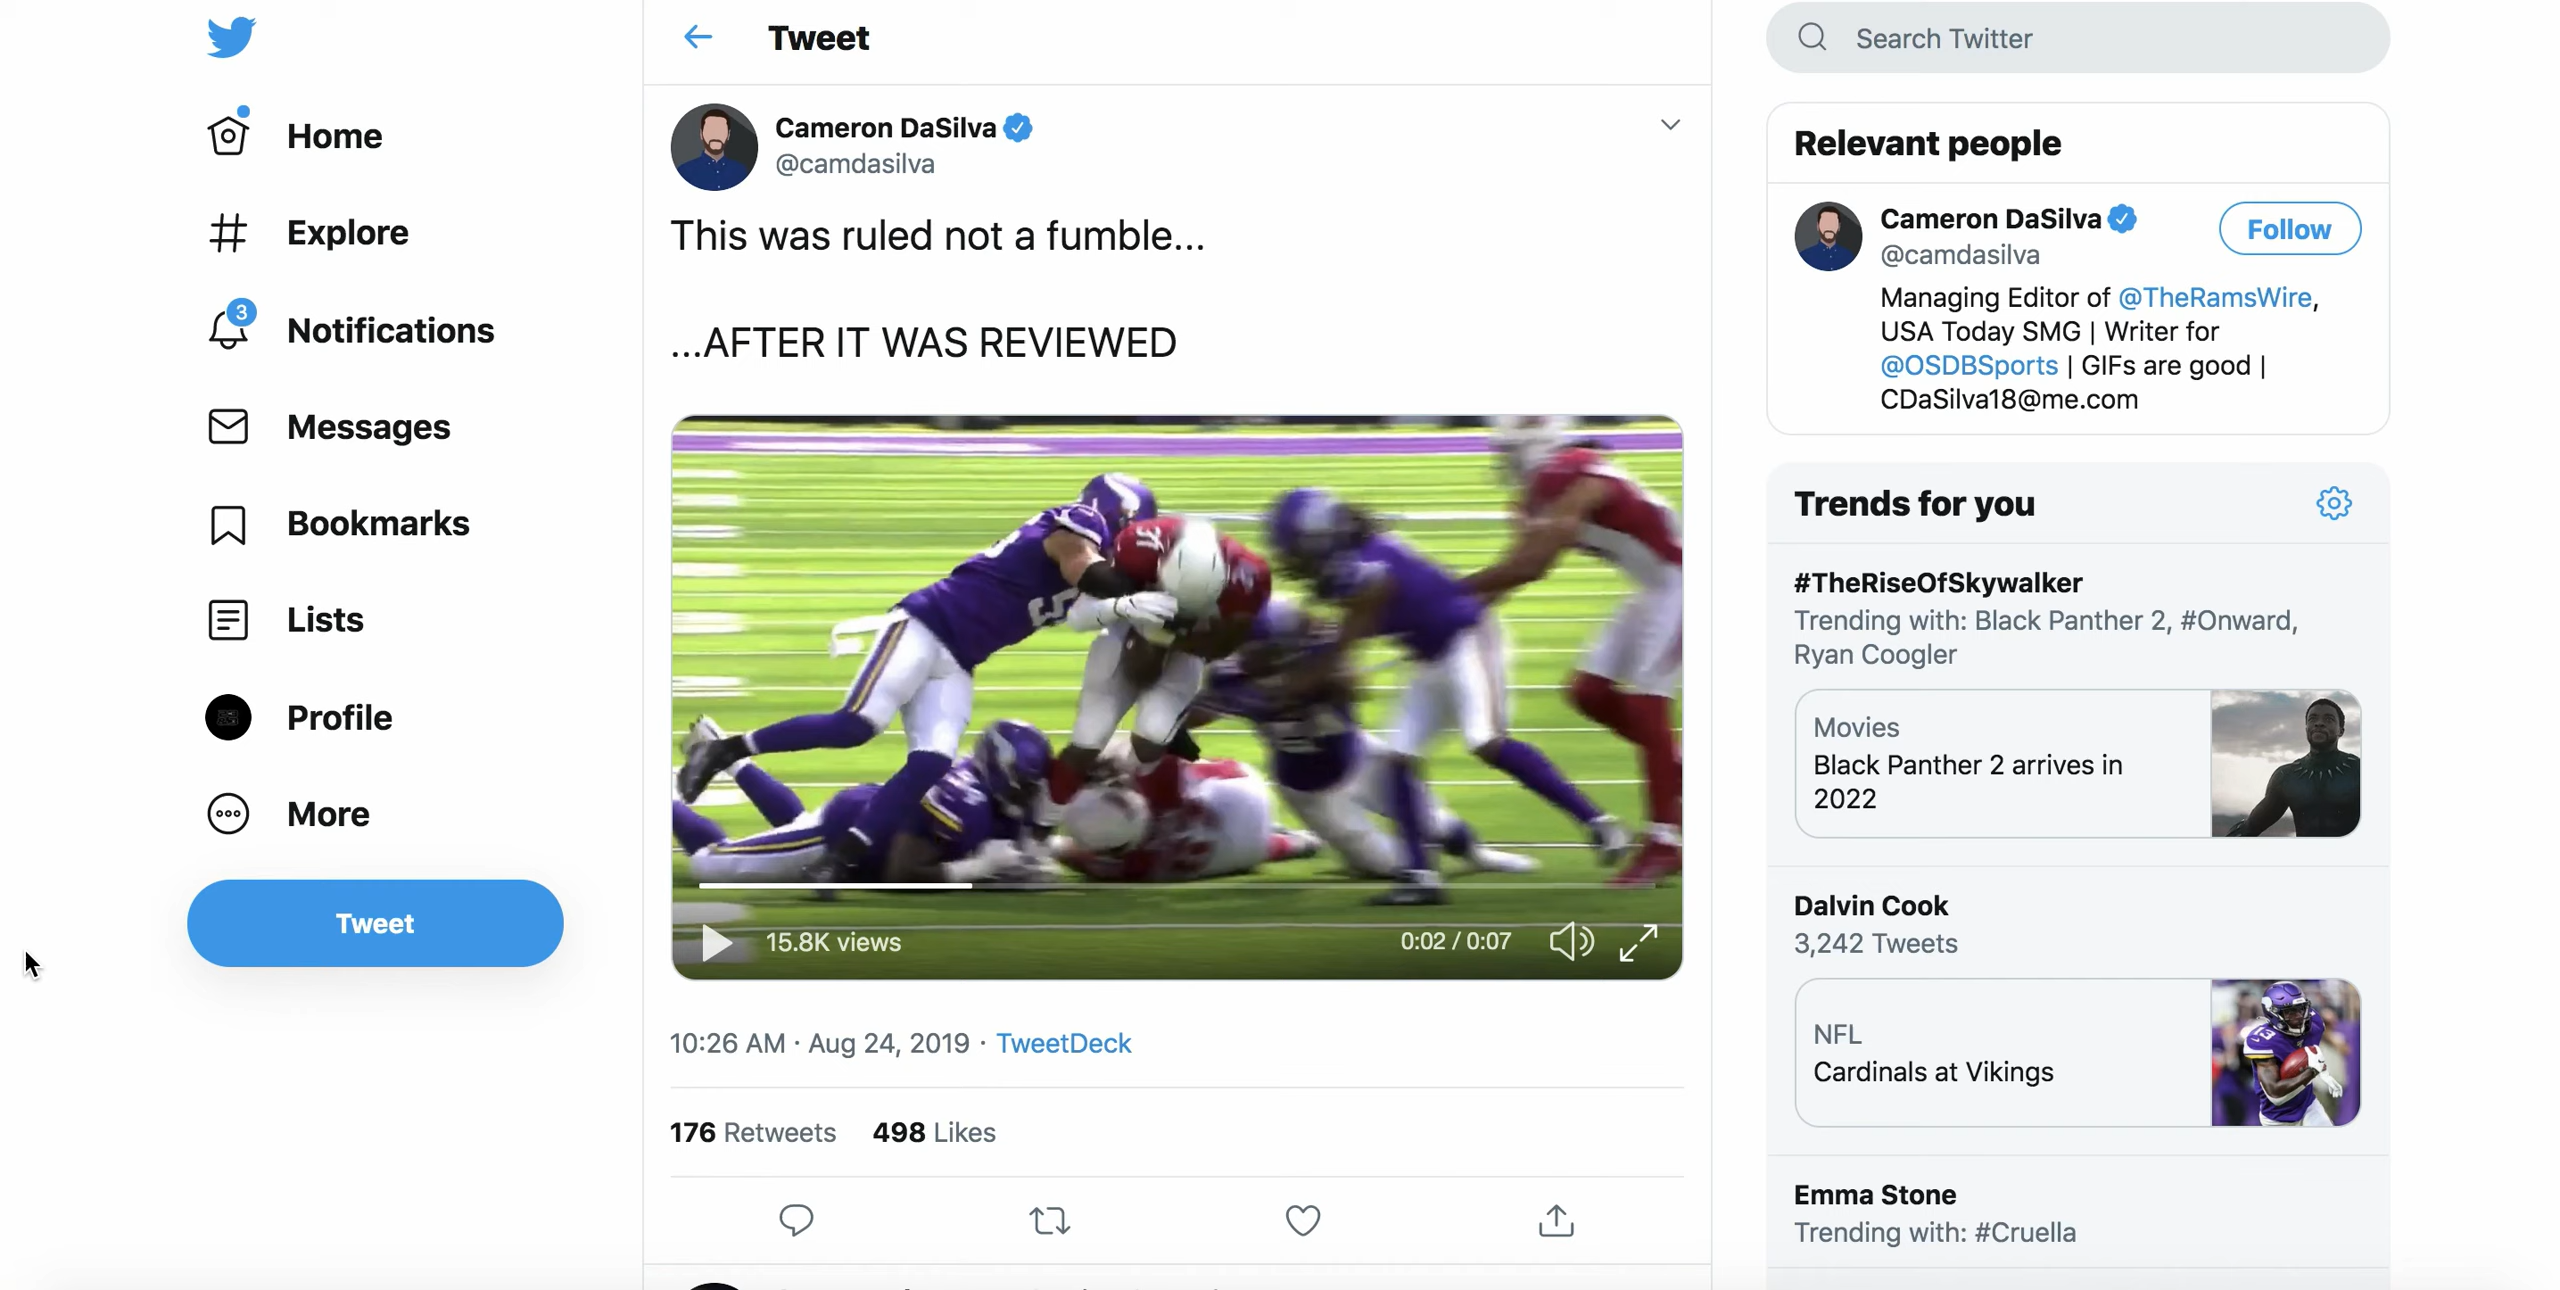 Home
Explore
3
Notifications
Messages
Bookmarks
Lists
Profile
More
Tweet
Tweet
Cameron DaSilva
@camdasilva
This was ruled not a fumble...
...AFTER IT WAS REVIEWED
15.8K views
0:02 / 0:07
10:26 AM · Aug 24, 2019 · TweetDeck
176 Retweets 498 Likes
Search Twitter
Relevant people
Cameron DaSilva
@camdasilva
Follow
Managing Editor of @TheRamsWire,
USA Today SMG | Writer for
@OSDBSports | GIFs are good |
CDaSilva18@me.com
Trends for you
#TheRiseOfSkywalker
Trending with: Black Panther 2, #Onward,
Ryan Coogler
Movies
Black Panther 2 arrives in
2022
Dalvin Cook
3,242 Tweets
NFL
Cardinals at Vikings
Emma Stone
Trending with: #Cruella